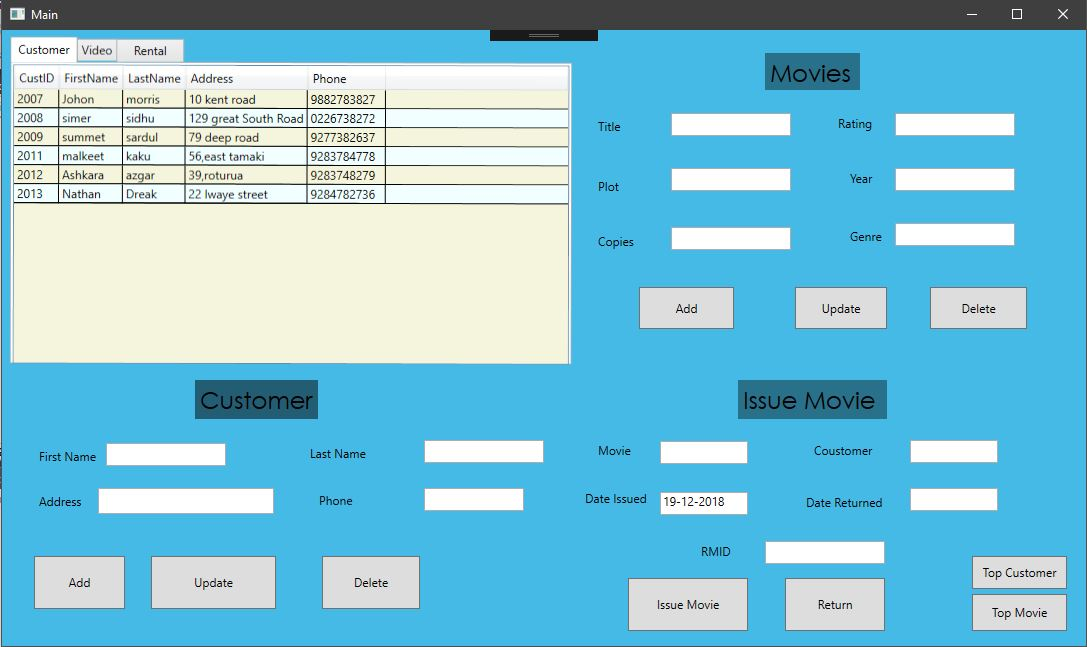 Main
Customer Video Rental
CustID FirstName LastName Address Phone
2007 Johon morris 10 kent road 9882783827
2008 simer sidhu 129 great South Road 0226738272
2009 summet sardul 79 deep road 9277382637
2011 malkeet kaku 56,east tamaki 9283784778
2012 Ashkara azgar 39,roturua 9283748279
2013 Nathan Dreak 22 lwaye street 9284782736
Movies
Title Rating
Plot Year
Copies Genre
Add Update Delete
Customer
First Name Last Name
Address Phone
Add Update Delete
Issue Movie
Movie Coustomer
Date Issued 19-12-2018 Date Returned
RMID
Issue Movie Return
Top Customer
Top Movie